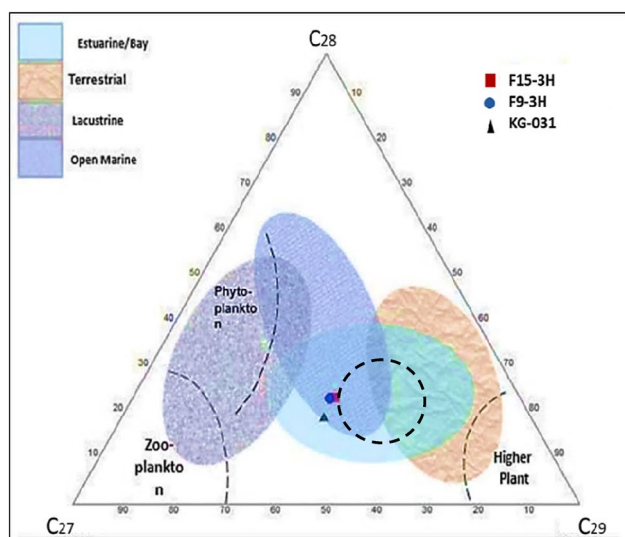 Estuarine/Bay
Terrestrial
Lacustrine
Open Marine
C28
F15-3H
F9-3H
KG-031
90
80
70
60
50
40
30
20
10
10
20
30
40
50
60
70
80
90
Phyto-
plankto
n
Zoo-
plankto
n
Higher
Plant
C27
90
80
70
60
50
40
30
20
10
C29